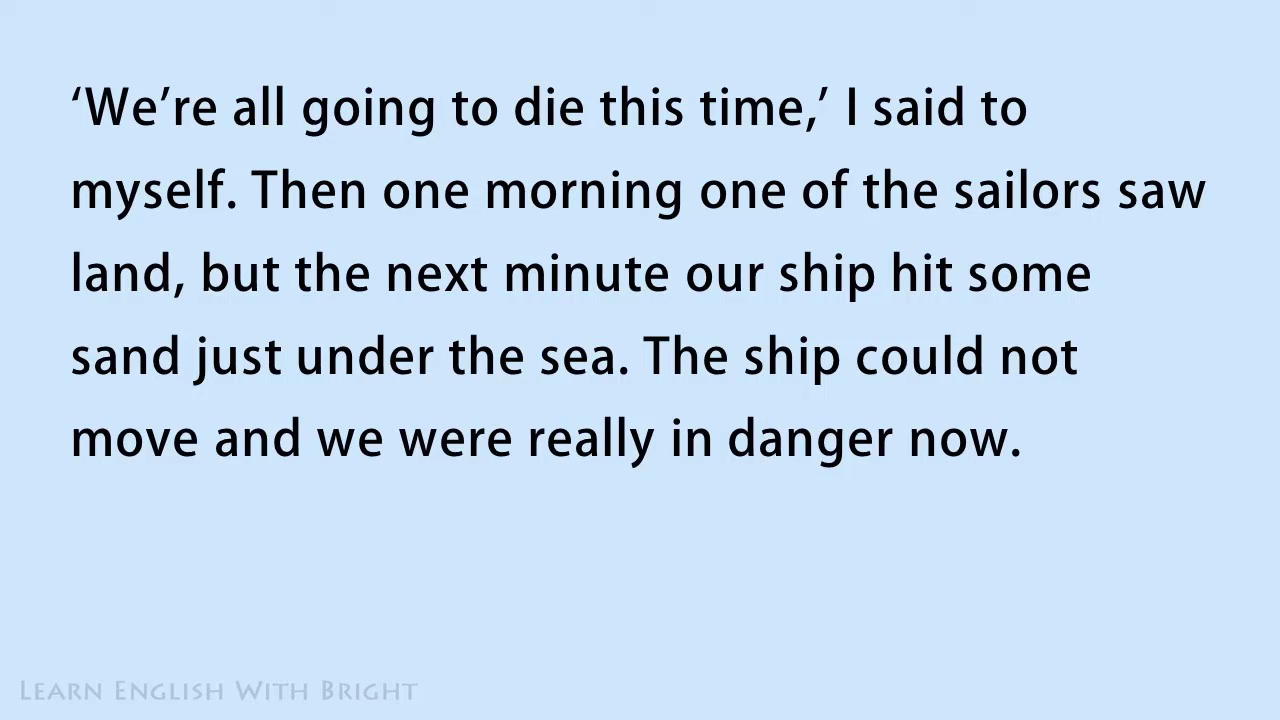 ‘We’re all going to die this time,’ I said to
myself. Then one morning one of the sailors saw
land, but the next minute our ship hit some
sand just under the sea. The ship could not
move and we were really in danger now.
Learn English With Bright